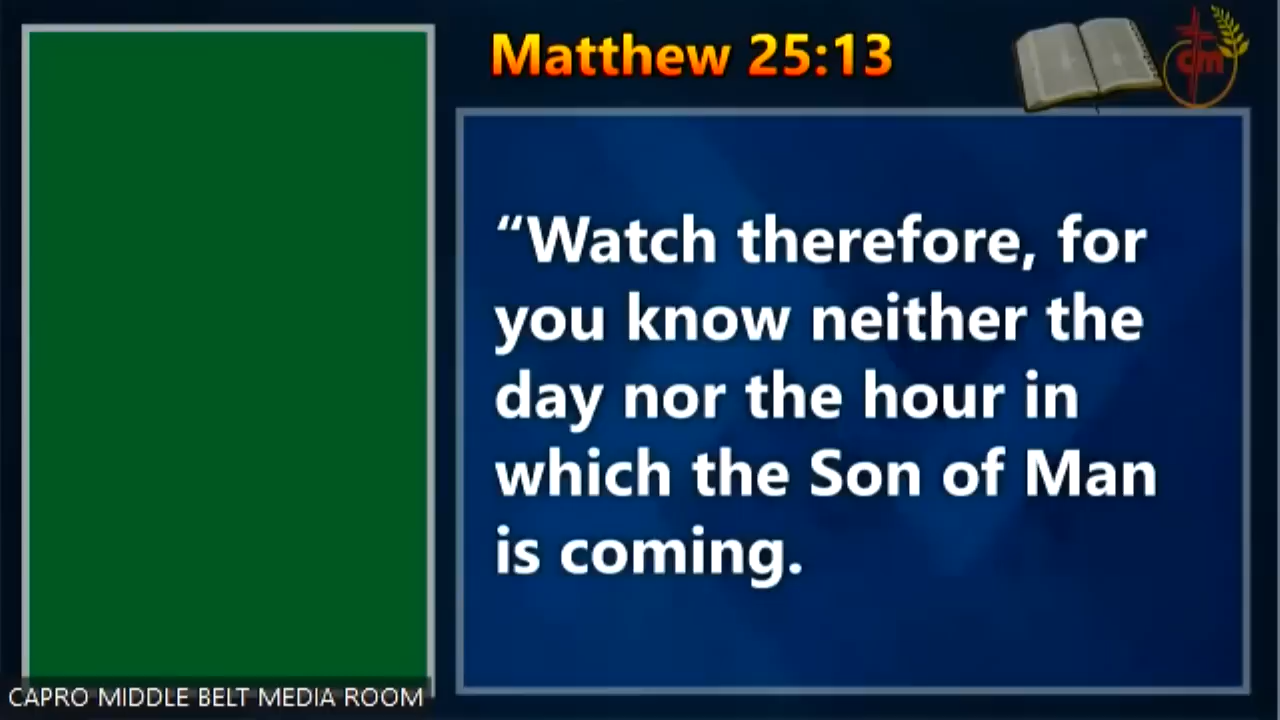 Matthew 25:13
cm
“Watch therefore, for
you know neither the
day nor the hour in
which the Son of Man
is coming.
CAPRO MIDDLE BELT MEDIA ROOM